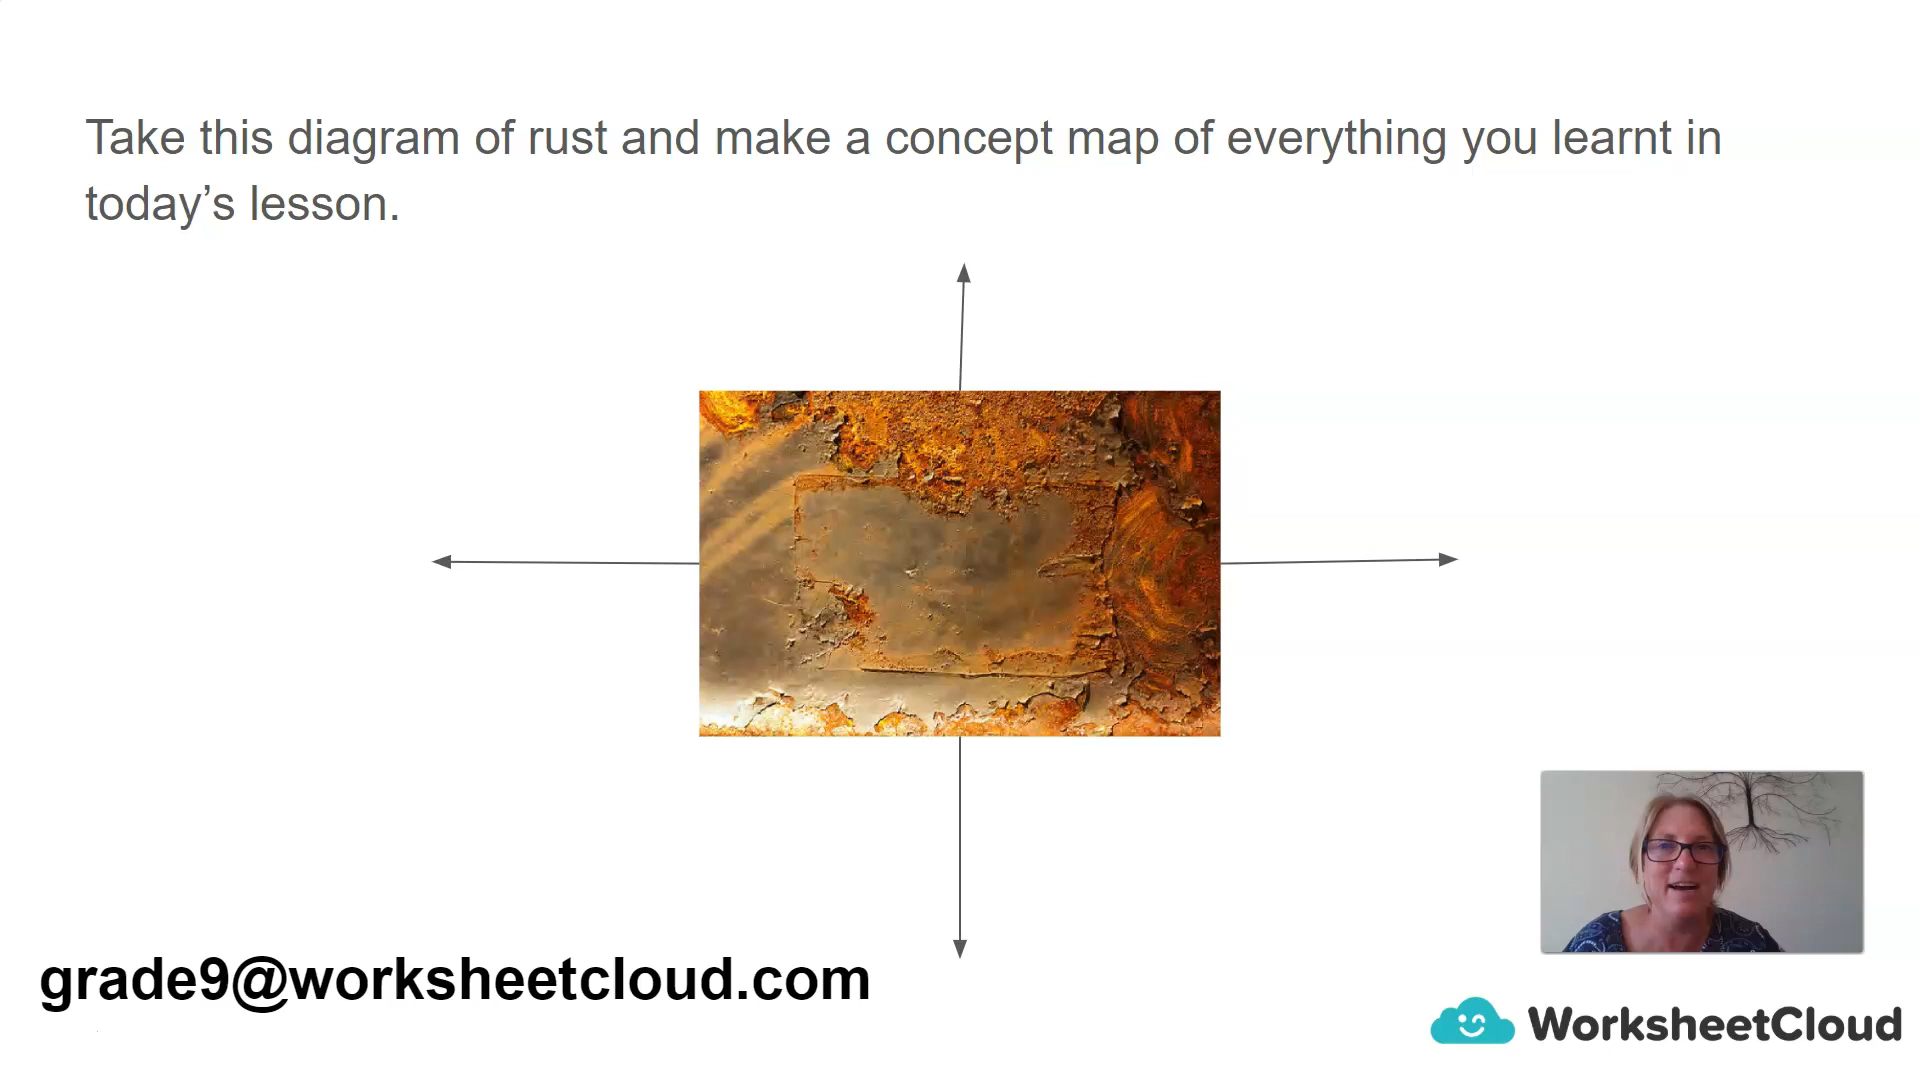 Take this diagram of rust and make a concept map of everything you learnt in
today’s lesson.
grade9@worksheetcloud.com
WorksheetCloud